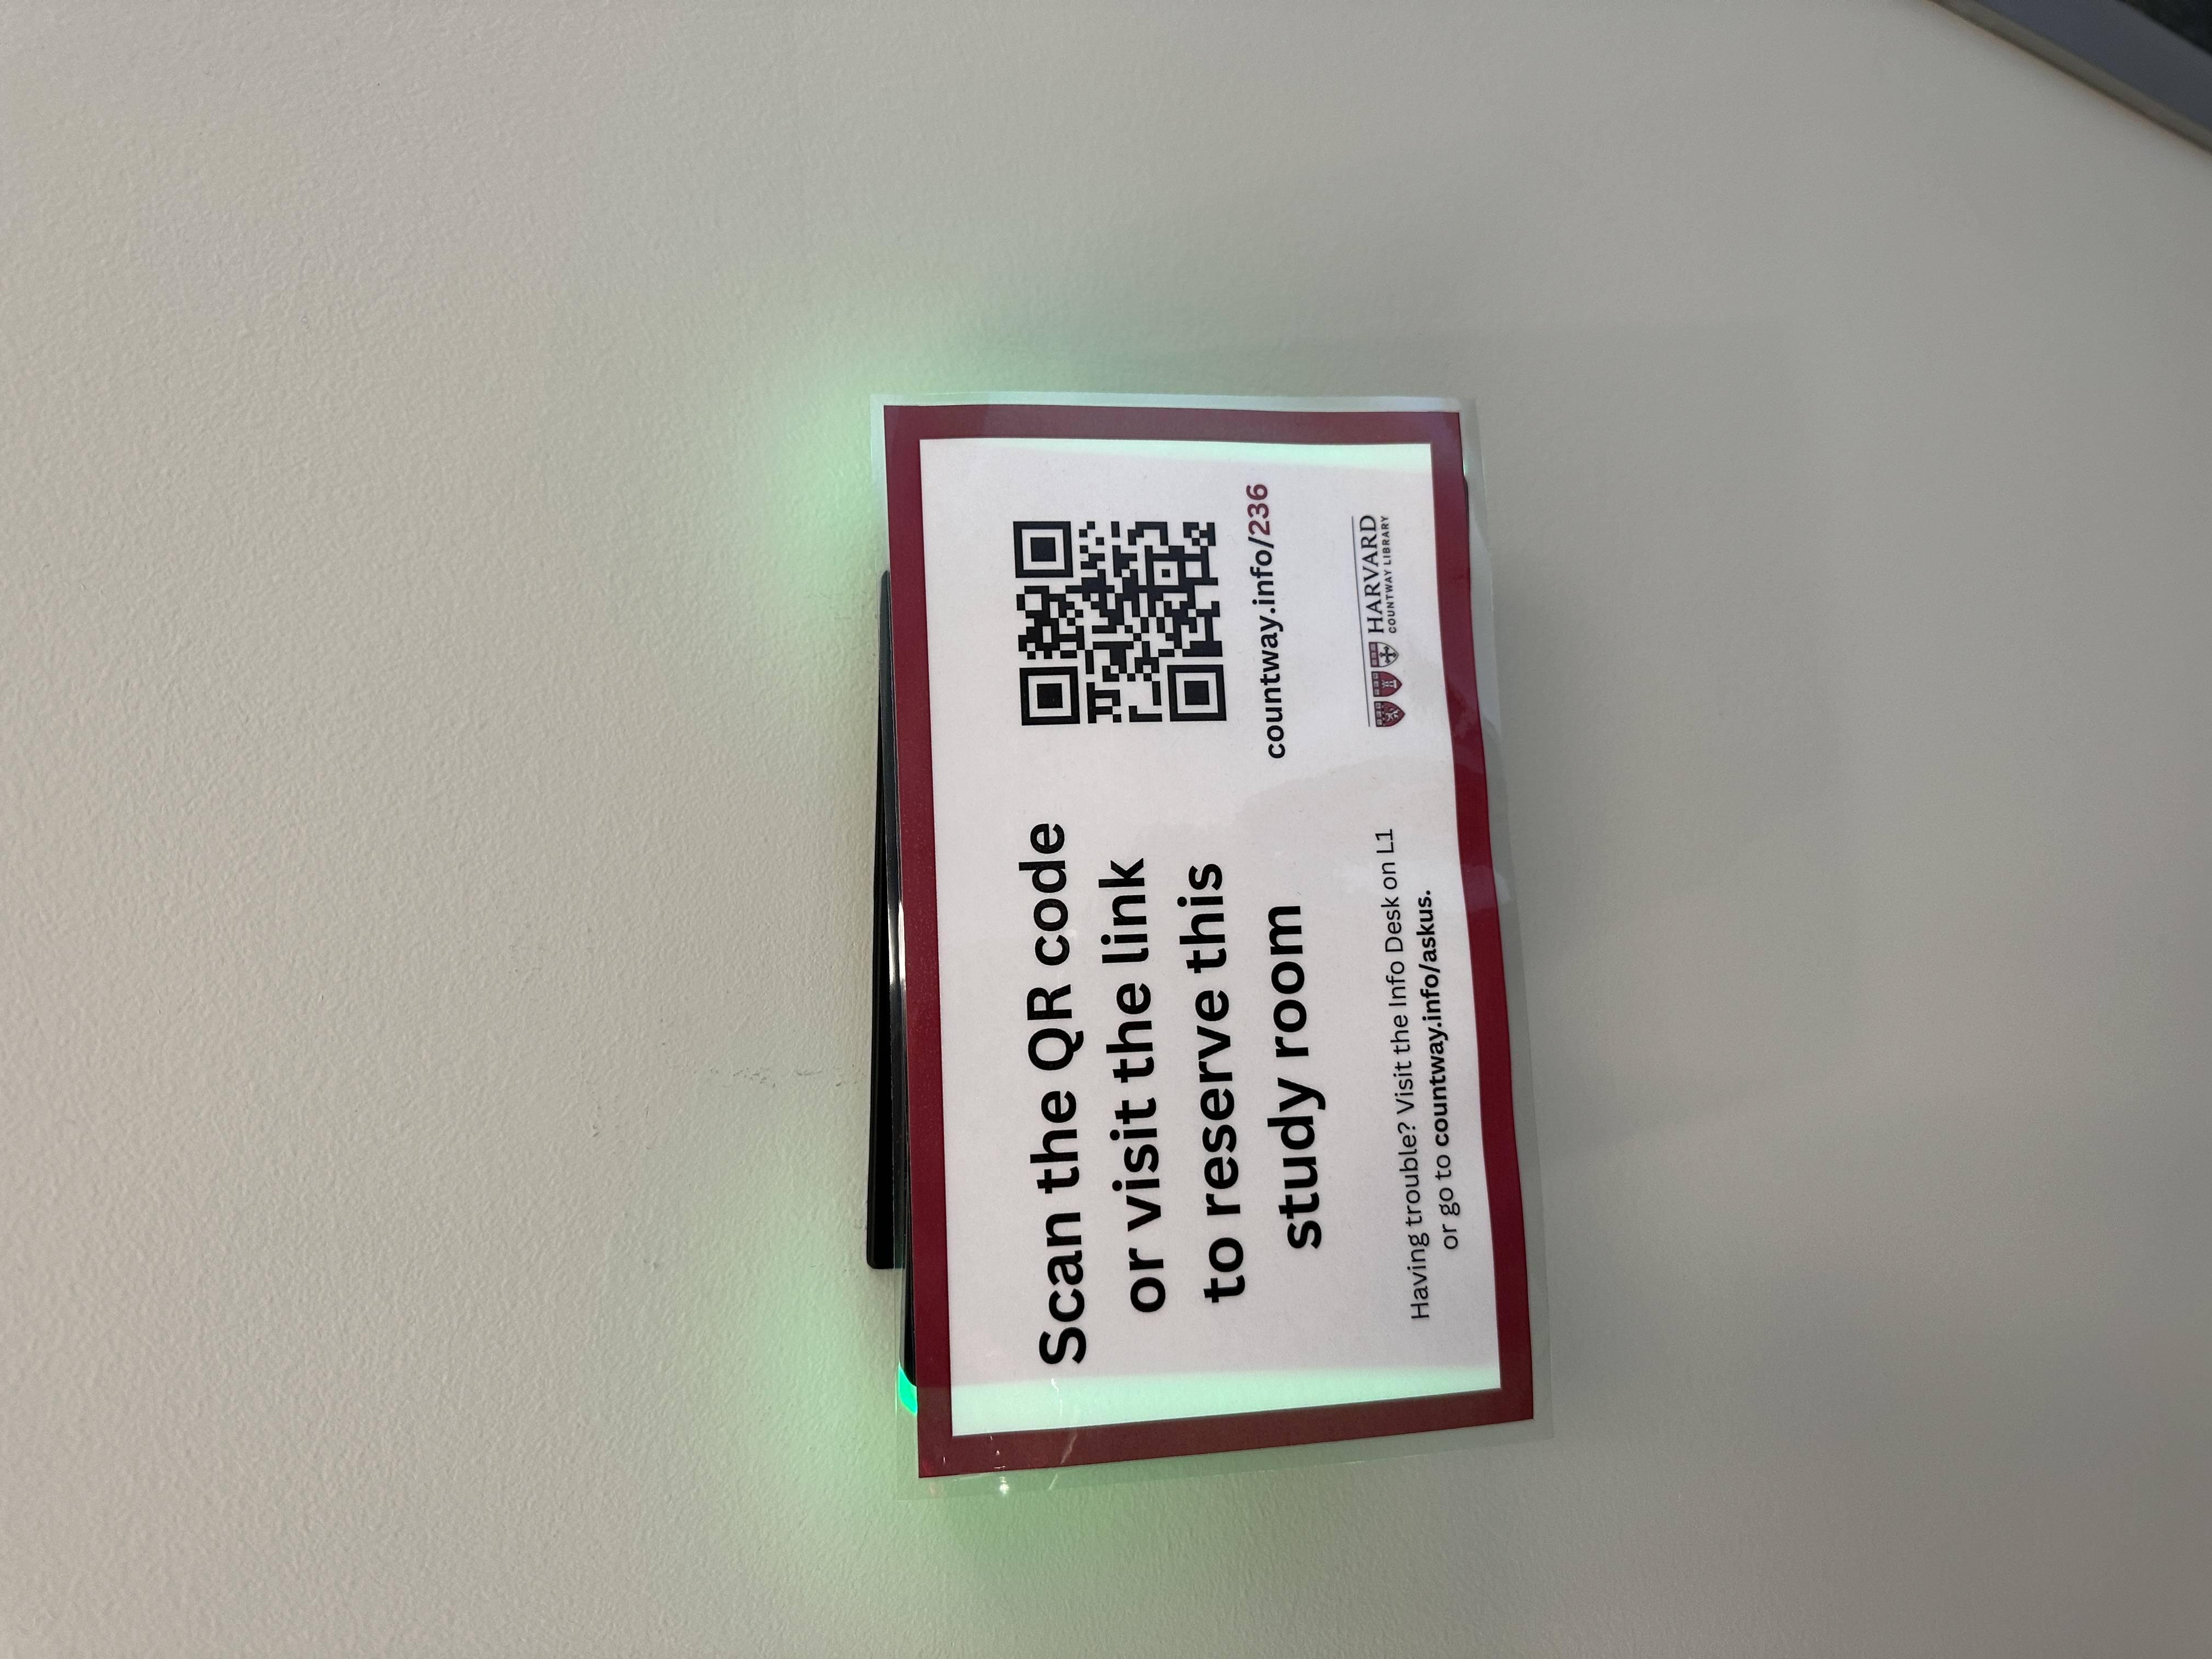 Scan the QR code
or visit the link
to reserve this
study room
countway.info/236
Having trouble? Visit the Info Desk on L1
or go to countway.info/askus.
HARVARD
COUNTWAY LIBRARY